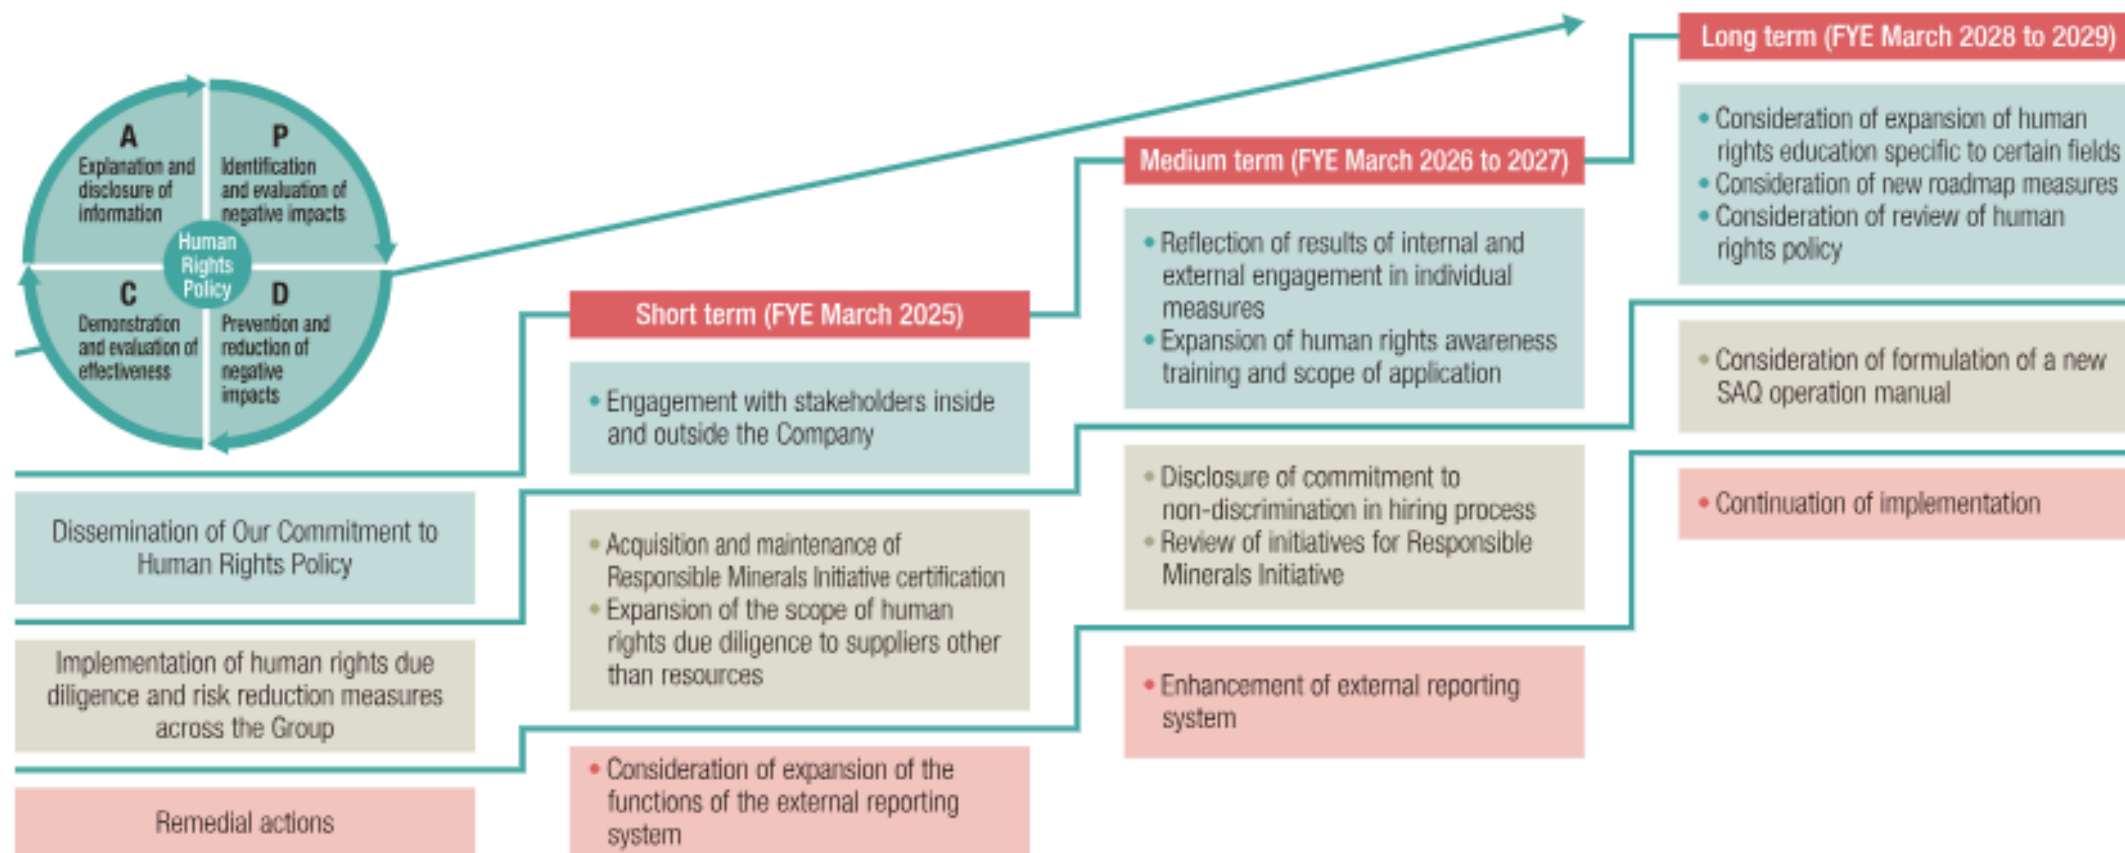 A
Explanation and
disclosure of
information
P
Identification
and evaluation of
negative impacts
Human
Rights
Policy
C
Demonstration
and evaluation of
effectiveness
D
Prevention and
reduction of
negative
impacts
Dissemination of Our Commitment to
Human Rights Policy
Implementation of human rights due
diligence and risk reduction measures
across the Group
Remedial actions
Short term (FYE March 2025)
• Engagement with stakeholders inside
and outside the Company
• Acquisition and maintenance of
Responsible Minerals Initiative certification
• Expansion of the scope of human
rights due diligence to suppliers other
than resources
• Consideration of expansion of the
functions of the external reporting
system
Medium term (FYE March 2026 to 2027)
• Reflection of results of internal and
external engagement in individual
measures
• Expansion of human rights awareness
training and scope of application
• Disclosure of commitment to
non-discrimination in hiring process
• Review of initiatives for Responsible
Minerals Initiative
• Enhancement of external reporting
system
Long term (FYE March 2028 to 2029)
• Consideration of expansion of human
rights education specific to certain fields
• Consideration of new roadmap measures
• Consideration of review of human
rights policy
• Consideration of formulation of a new
SAQ operation manual
• Continuation of implementation